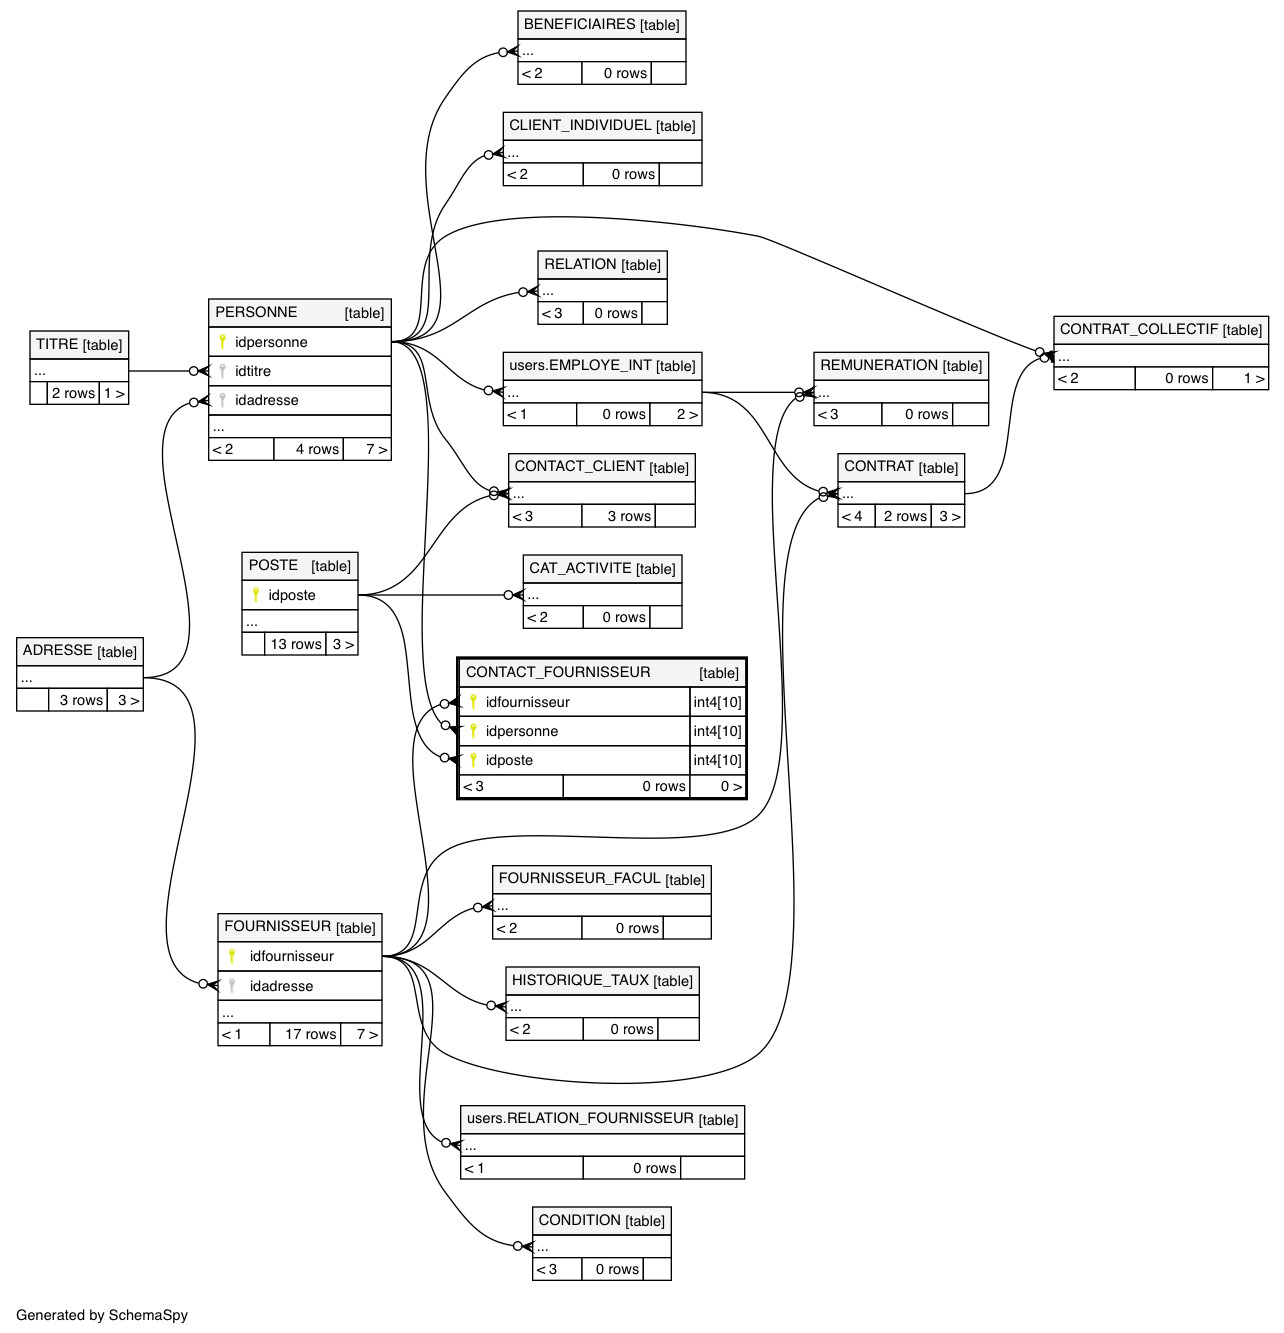 BENEFICIAIRES [table]
...
< 2 0 rows
CLIENT_INDIVIDUEL [table]
...
< 2 0 rows
RELATION [table]
...
< 3 0 rows
PERSONNE [table]
idpersonne
idtitre
idadresse
...
< 2 4 rows 7 >
TITRE [table]
...
2 rows 1 >
CONTRAT_COLLECTIF [table]
...
< 2 0 rows 1 >
users.EMPLOYE_INT [table]
...
< 1 0 rows 2 >
REMUNERATION [table]
...
< 3 0 rows
CONTACT_CLIENT [table]
...
< 3 3 rows
CONTRAT [table]
...
< 4 2 rows 3 >
POSTE [table]
idposte
...
13 rows 3 >
CAT_ACTIVITE [table]
...
< 2 0 rows
ADRESSE [table]
...
3 rows 3 >
CONTACT_FOURNISSEUR [table]
idfournisseur int4[10]
idpersonne int4[10]
idposte int4[10]
< 3 0 rows 0 >
FOURNISSEUR_FACUL [table]
...
< 2 0 rows
FOURNISSEUR [table]
idfournisseur
idadresse
...
< 1 17 rows 7 >
HISTORIQUE_TAUX [table]
...
< 2 0 rows
users.RELATION_FOURNISSEUR [table]
...
< 1 0 rows
CONDITION [table]
...
< 3 0 rows
Generated by SchemaSpy